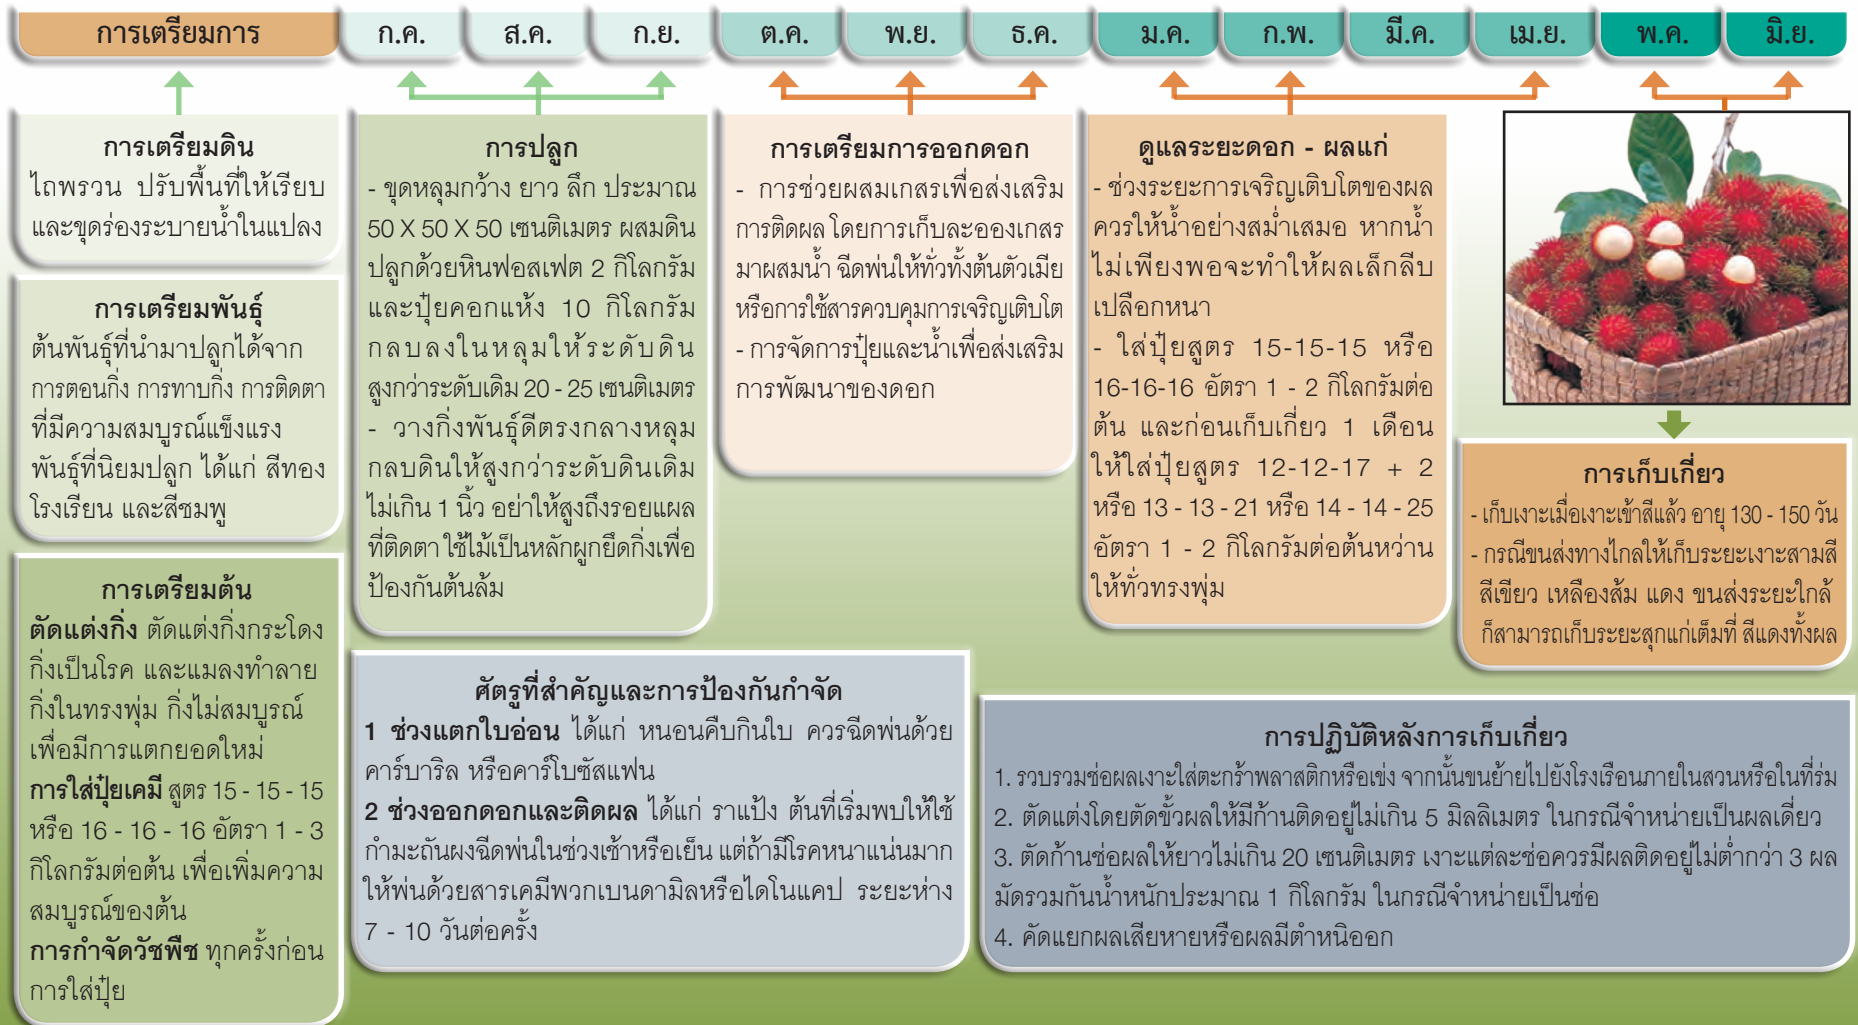 การเตรียมการ
ก.ค.
ส.ค.
ก.ย.
ต.ค.
พ.ย.
ธ.ค.
ม.ค.
ก.พ.
มี.ค.
เม.ย.
พ.ค.
มิ.ย.
การเตรียมดิน
ไถพรวน ปรับพื้นที่ให้เรียบ
และขุดร่องระบายน้ำในแปลง
การเตรียมพันธุ์
ต้นพันธุ์ที่นำมาปลูกได้จาก
การตอนกิ่ง การทาบกิ่ง การติดตา
ที่มีความสมบูรณ์แข็งแรง
พันธุ์ที่นิยมปลูก ได้แก่ สีทอง
โรงเรียน และสีชมพู
การเตรียมต้น
ตัดแต่งกิ่ง ตัดแต่งกิ่งกระโดง
กิ่งเป็นโรค และแมลงทำลาย
กิ่งในทรงพุ่ม กิ่งไม่สมบูรณ์
เพื่อมีการแตกยอดใหม่
การใส่ปุ๋ยเคมี สูตร 15 - 15 - 15
หรือ 16 - 16 - 16 อัตรา 1 - 3
กิโลกรัมต่อต้น เพื่อเพิ่มความ
สมบูรณ์ของต้น
การกำจัดวัชพืช ทุกครั้งก่อน
การใส่ปุ๋ย
การปลูก
- ขุดหลุมกว้าง ยาว ลึก ประมาณ
50 X 50 X 50 เซนติเมตร ผสมดิน
ปลูกด้วยหินฟอสเฟต 2 กิโลกรัม
และปุ๋ยคอกแห้ง 10 กิโลกรัม
กลบลงในหลุมให้ระดับดิน
สูงกว่าระดับเดิม 20 - 25 เซนติเมตร
- วางกิ่งพันธุ์ดีตรงกลางหลุม
กลบดินให้สูงกว่าระดับดินเดิม
ไม่เกิน 1 นิ้ว อย่าให้สูงถึงรอยแผล
ที่ติดตา ใช้ไม้เป็นหลักผูกยึดกิ่งเพื่อ
ป้องกันต้นล้ม
การเตรียมการออกดอก
- การช่วยผสมเกสรเพื่อส่งเสริม
การติดผล โดยการเก็บละอองเกสร
มาผสมน้ำ ฉีดพ่นให้ทั่วทั้งต้นตัวเมีย
หรือการใช้สารควบคุมการเจริญเติบโต
- การจัดการปุ๋ยและน้ำเพื่อส่งเสริม
การพัฒนาของดอก
ดูแลระยะดอก - ผลแก่
- ช่วงระยะการเจริญเติบโตของผล
ควรให้น้ำอย่างสม่ำเสมอ หากน้ำ
ไม่เพียงพอจะทำให้ผลเล็กลีบ
เปลือกหนา
- ใส่ปุ๋ยสูตร 15-15-15 หรือ
16-16-16 อัตรา 1 - 2 กิโลกรัมต่อ
ต้น และก่อนเก็บเกี่ยว 1 เดือน
ให้ใส่ปุ๋ยสูตร 12-12-17 + 2
หรือ 13 - 13 - 21 หรือ 14 - 14 - 25
อัตรา 1 - 2 กิโลกรัมต่อต้นหว่าน
ให้ทั่วทรงพุ่ม
การเก็บเกี่ยว
- เก็บเงาะเมื่อเงาะเข้าสีแล้ว อายุ 130 - 150 วัน
- กรณีขนส่งทางไกลให้เก็บระยะเงาะสามสี
สีเขียว เหลืองส้ม แดง ขนส่งระยะใกล้
ก็สามารถเก็บระยะสุกแก่เต็มที่ สีแดงทั้งผล
ศัตรูที่สำคัญและการป้องกันกำจัด
1 ช่วงแตกใบอ่อน ได้แก่ หนอนคืบกินใบ ควรฉีดพ่นด้วย
คาร์บาริล หรือคาร์โบซัสแฟน
2 ช่วงออกดอกและติดผล ได้แก่ ราแป้ง ต้นที่เริ่มพบให้ใช้
กำมะถันผงฉีดพ่นในช่วงเช้าหรือเย็น แต่ถ้ามีโรคหนาแน่นมาก
ให้พ่นด้วยสารเคมีพวกเบนดามิลหรือไดโนแคป ระยะห่าง
7 - 10 วันต่อครั้ง
การปฏิบัติหลังการเก็บเกี่ยว
1. รวบรวมช่อผลเงาะใส่ตะกร้าพลาสติกหรือเข่ง จากนั้นขนย้ายไปยังโรงเรือนภายในสวนหรือในที่ร่ม
2. ตัดแต่งโดยตัดขั้วผลให้มีก้านติดอยู่ไม่เกิน 5 มิลลิเมตร ในกรณีจำหน่ายเป็นผลเดี่ยว
3. ตัดก้านช่อผลให้ยาวไม่เกิน 20 เซนติเมตร เงาะแต่ละช่อควรมีผลติดอยู่ไม่ต่ำกว่า 3 ผล
มัดรวมกันน้ำหนักประมาณ 1 กิโลกรัม ในกรณีจำหน่ายเป็นช่อ
4. คัดแยกผลเสียหายหรือผลมีตำหนิออก